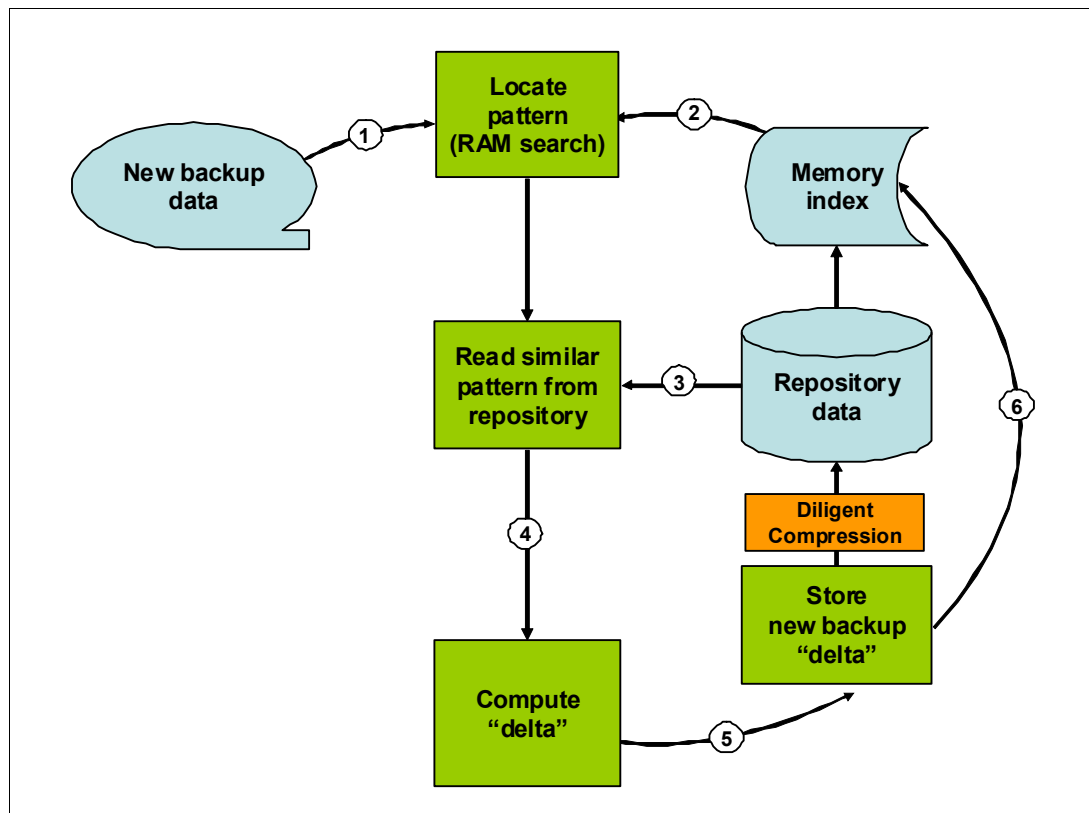 Locate
pattern
(RAM search)
1
2
New backup
data
Memory
index
Read similar
pattern from
repository
3
Repository
data
6
4
Diligent
Compression
Store
new backup
“delta”
Compute
“delta”
5